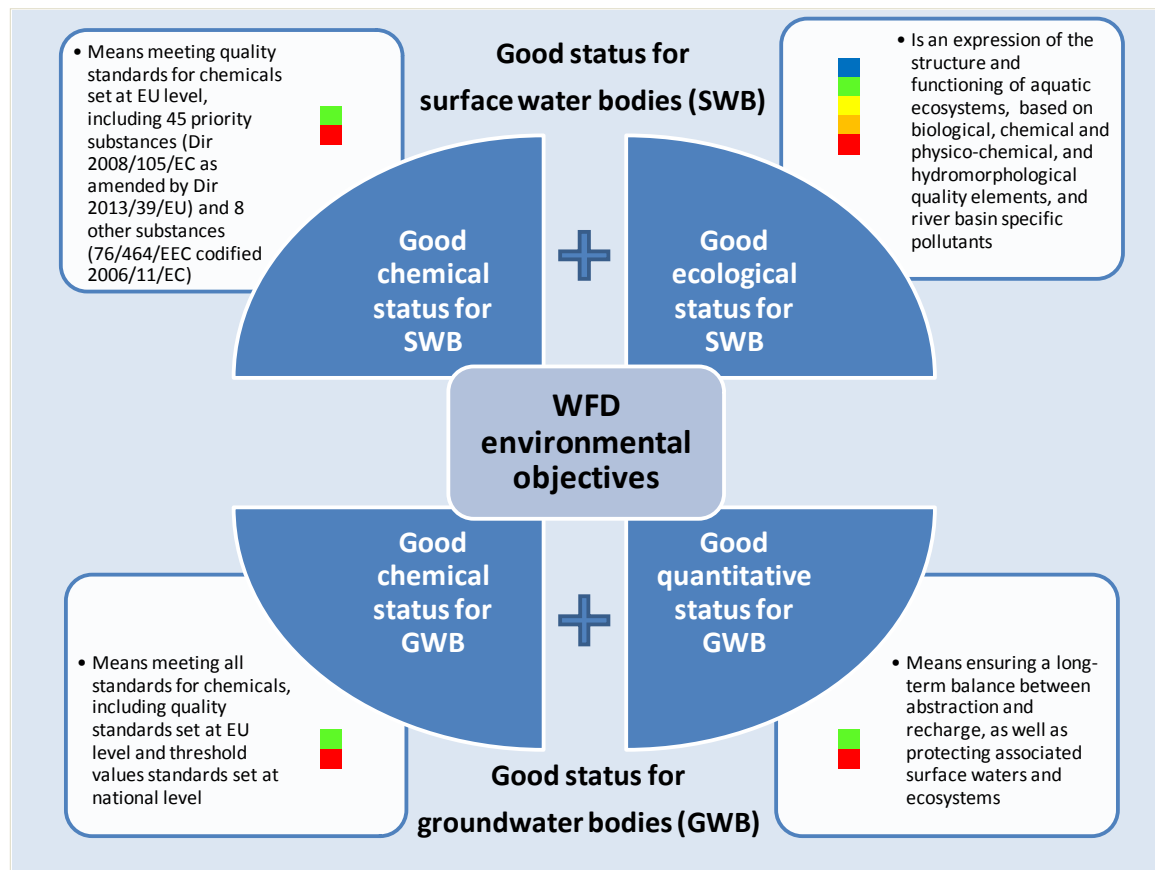 Good status for
surface water bodies (SWB)
• Means meeting quality
standards for chemicals
set at EU level,
including 45 priority
substances (Dir
2008/105/EC as
amended by Dir
2013/39/EU) and 8
other substances
(76/464/EEC codified
2006/11/EC)
• Is an expression of the
structure and
functioning of aquatic
ecosystems, based on
biological, chemical and
physico-chemical, and
hydromorphological
quality elements, and
river basin specific
pollutants
Good
chemical
status for
SWB
+
Good
ecological
status for
SWB
WFD
environmental
objectives
Good
chemical
status for
GWB
+
Good
quantitative
status for
GWB
• Means meeting all
standards for chemicals,
including quality
standards set at EU
level and threshold
values standards set at
national level
• Means ensuring a long-
term balance between
abstraction and
recharge, as well as
protecting associated
surface waters and
ecosystems
Good status for
groundwater bodies (GWB)